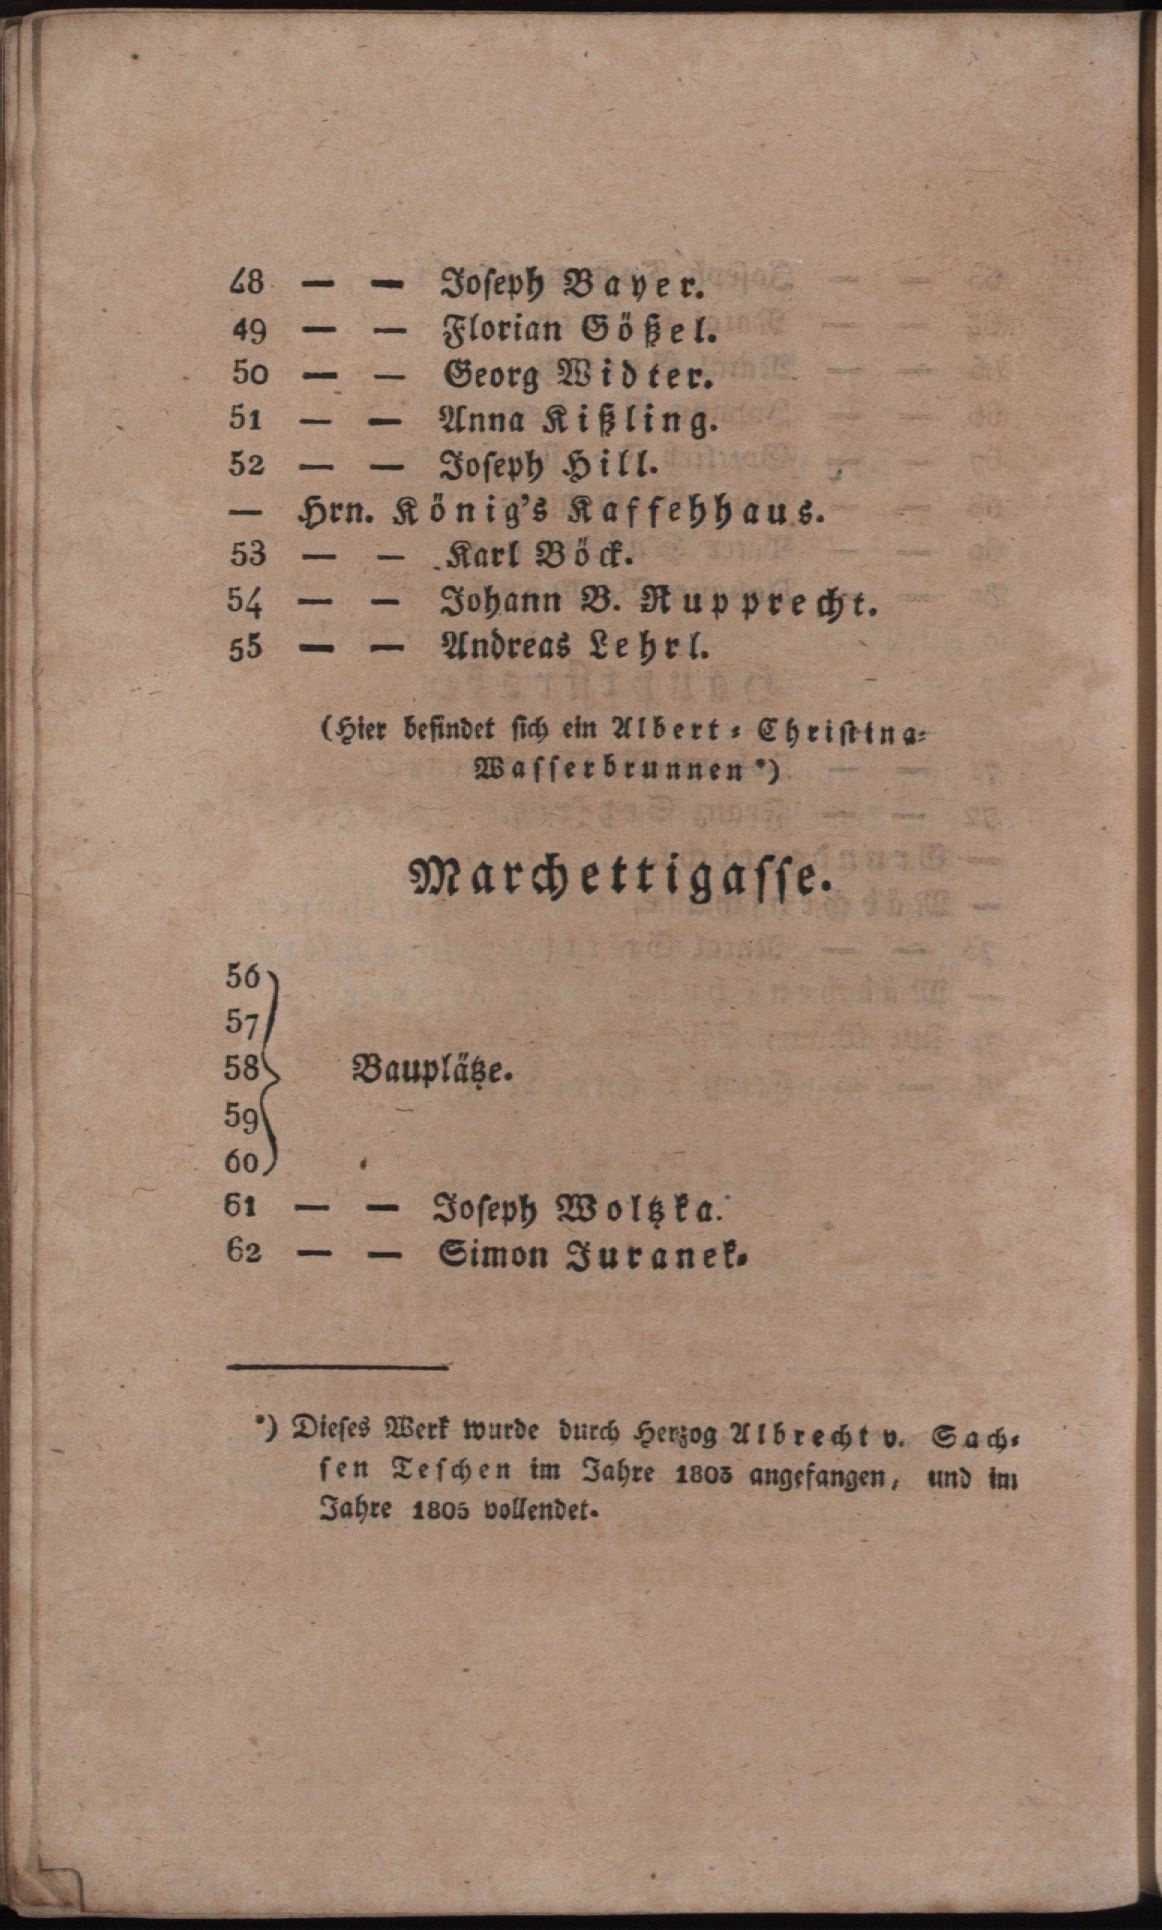 48 — — Joseph Bayer.
49 — — Florian Gößel.
50 — — Georg Widter.
51 — — Anna Kißling.
52 — — Joseph Hill.
— Hrn. König's Kaffehhaus.
53 — — Karl Böck.
54 — — Johann B. Rupprecht.
55 — — Andreas Lehrl.
(Hier befindet sich ein Albert-Christina-
Wasserbrunnen *)
Marchettigasse.
56
57
58 Bauplätze.
59
60
61 — — Joseph Woltzka.
62 — — Simon Juranek.
*) Dieses Werk wurde durch Herzog Albrecht v. Sach-
sen Teschen im Jahre 1803 angefangen, und im
Jahre 1805 vollendet.